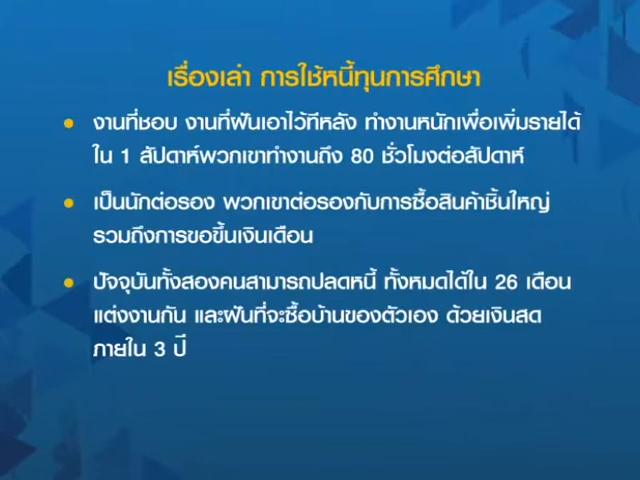 เรื่องเล่า การใช้หนี้ทุนการศึกษา
• งานที่ชอบ งานที่ฝันเอาไว้ทีหลัง ทำงานหนักเพื่อเพิ่มรายได้
ใน 1 สัปดาห์พวกเขาทำงานถึง 80 ชั่วโมงต่อสัปดาห์
• เป็นนักต่อรอง พวกเขาต่อรองกับการซื้อสินค้าชิ้นใหญ่
รวมถึงการขอขึ้นเงินเดือน
• ปัจจุบันทั้งสองคนสามารถปลดหนี้ ทั้งหมดได้ใน 26 เดือน
แต่งงานกัน และฝันที่จะซื้อบ้านของตัวเอง ด้วยเงินสด
ภายใน 3 ปี